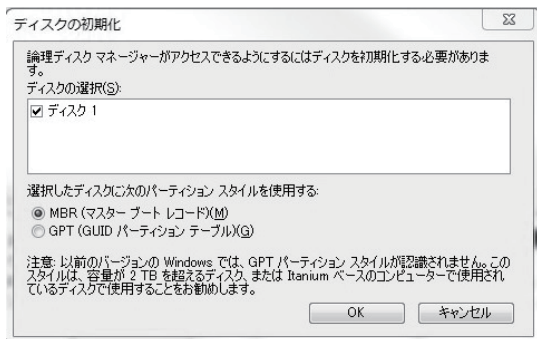 ディスクの初期化
論理ディスク マネージャーがアクセスできるようにするにはディスクを初期化する必要がありま
す。
ディスクの選択(S):
ディスク 1
選択したディスクに次のパーティション スタイルを使用する:
MBR (マスター ブート レコード)(M)
GPT (GUID パーティション テーブル)(G)
注意: 以前のバージョンの Windows では、GPT パーティション スタイルが認識されません。この
スタイルは、容量が 2 TB を超えるディスク、または Itanium ベースのコンピューターで使用され
ているディスクで使用することをお勧めします。
OK
キャンセル